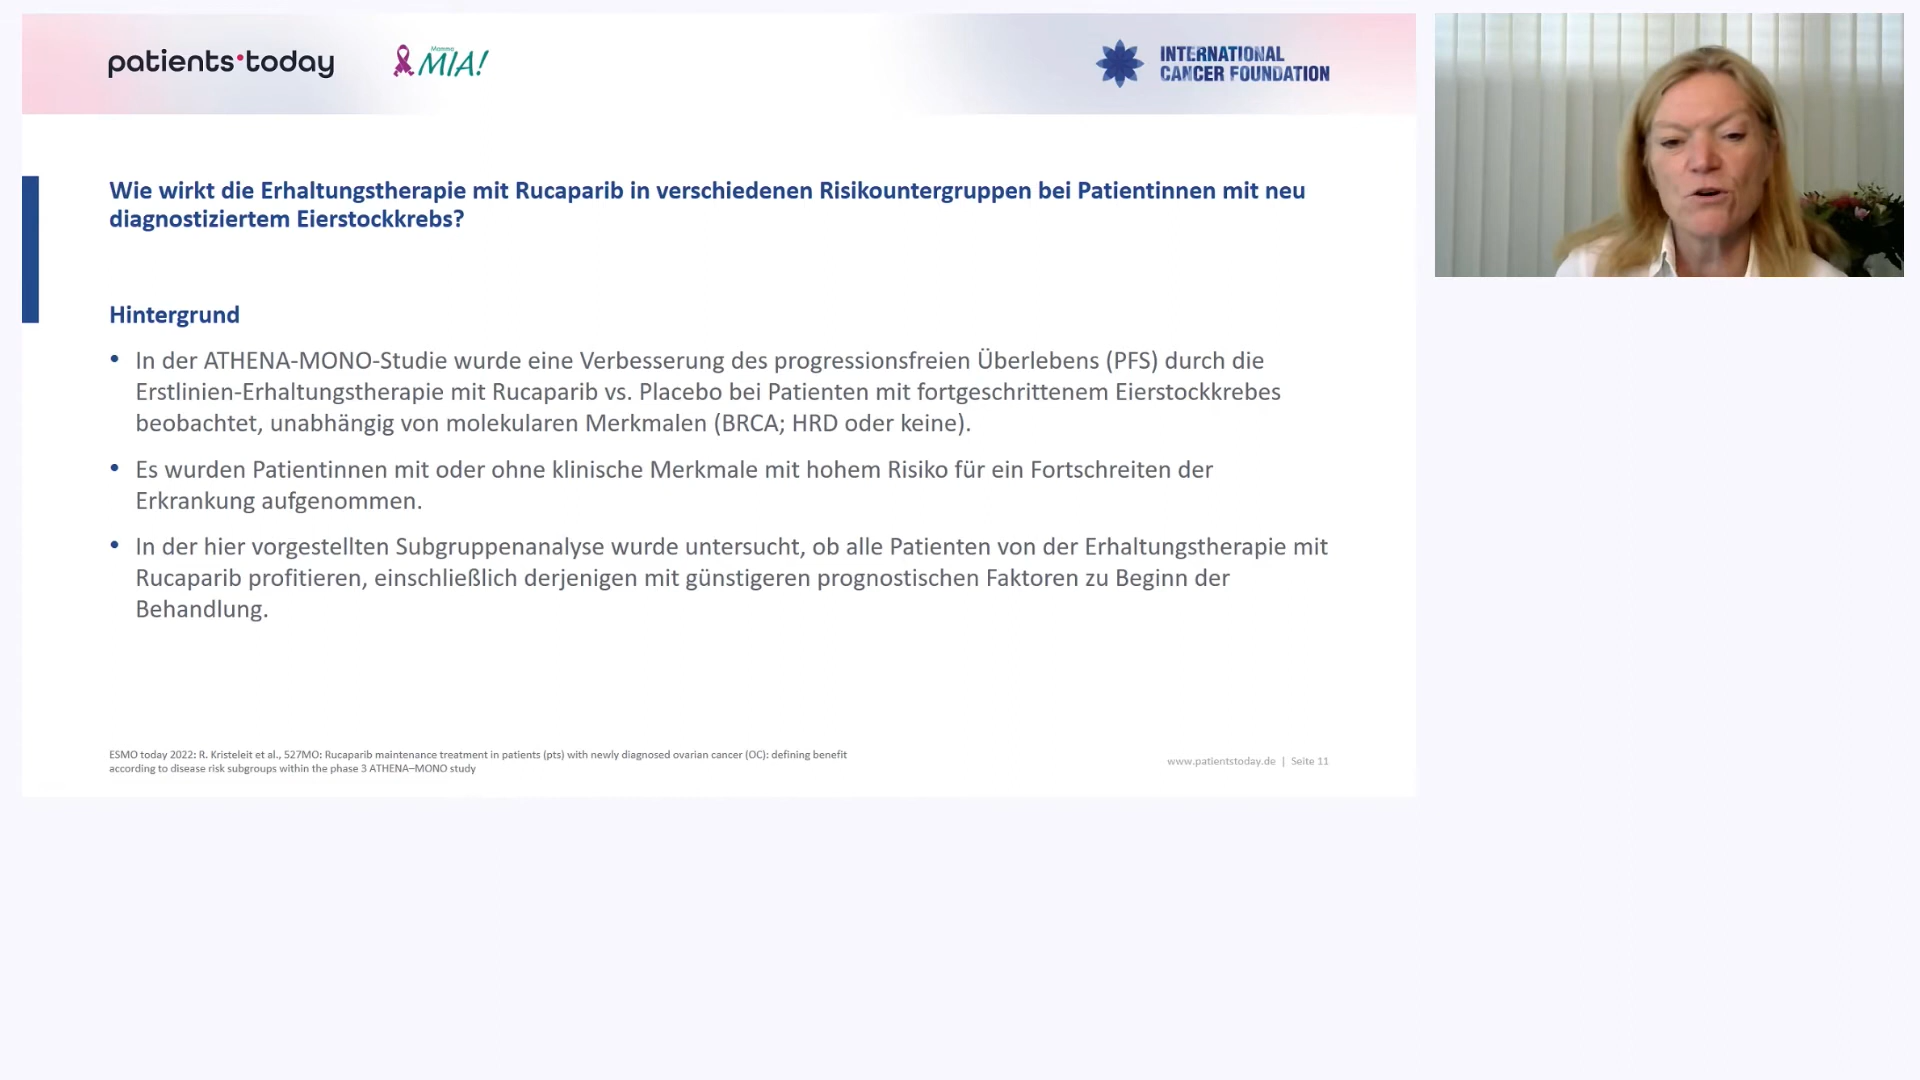 patients·today
Mamma
MIA!
INTERNATIONAL
CANCER FOUNDATION
Wie wirkt die Erhaltungstherapie mit Rucaparib in verschiedenen Risikountergruppen bei Patientinnen mit neu
diagnostiziertem Eierstockkrebs?
Hintergrund
• In der ATHENA-MONO-Studie wurde eine Verbesserung des progressionsfreien Überlebens (PFS) durch die
Erstlinien-Erhaltungstherapie mit Rucaparib vs. Placebo bei Patienten mit fortgeschrittenem Eierstockkrebes
beobachtet, unabhängig von molekularen Merkmalen (BRCA; HRD oder keine).
• Es wurden Patientinnen mit oder ohne klinische Merkmale mit hohem Risiko für ein Fortschreiten der
Erkrankung aufgenommen.
• In der hier vorgestellten Subgruppenanalyse wurde untersucht, ob alle Patienten von der Erhaltungstherapie mit
Rucaparib profitieren, einschließlich derjenigen mit günstigeren prognostischen Faktoren zu Beginn der
Behandlung.
ESMO today 2022: R. Kristeleit et al., 527MO: Rucaparib maintenance treatment in patients (pts) with newly diagnosed ovarian cancer (OC): defining benefit
according to disease risk subgroups within the phase 3 ATHENA–MONO study
www.patientstoday.de | Seite 11